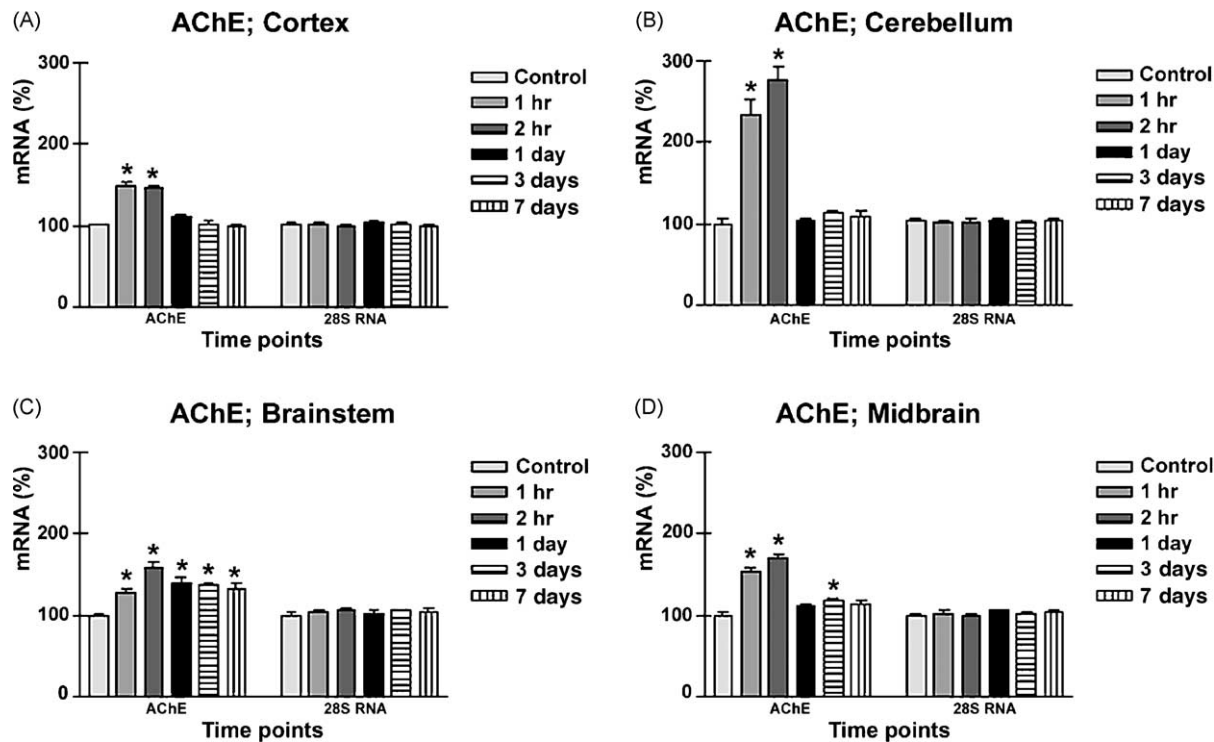 (A)
AChE; Cortex
mRNA (%)
300
200
100
0
AChE
28S RNA
Time points
Control
1 hr
2 hr
1 day
3 days
7 days
* *
(B)
AChE; Cerebellum
mRNA (%)
300
200
100
0
AChE
28S RNA
Time points
Control
1 hr
2 hr
1 day
3 days
7 days
* *
(C)
AChE; Brainstem
mRNA (%)
300
200
100
0
AChE
28S RNA
Time points
Control
1 hr
2 hr
1 day
3 days
7 days
* * * * *
(D)
AChE; Midbrain
mRNA (%)
300
200
100
0
AChE
28S RNA
Time points
Control
1 hr
2 hr
1 day
3 days
7 days
* * *